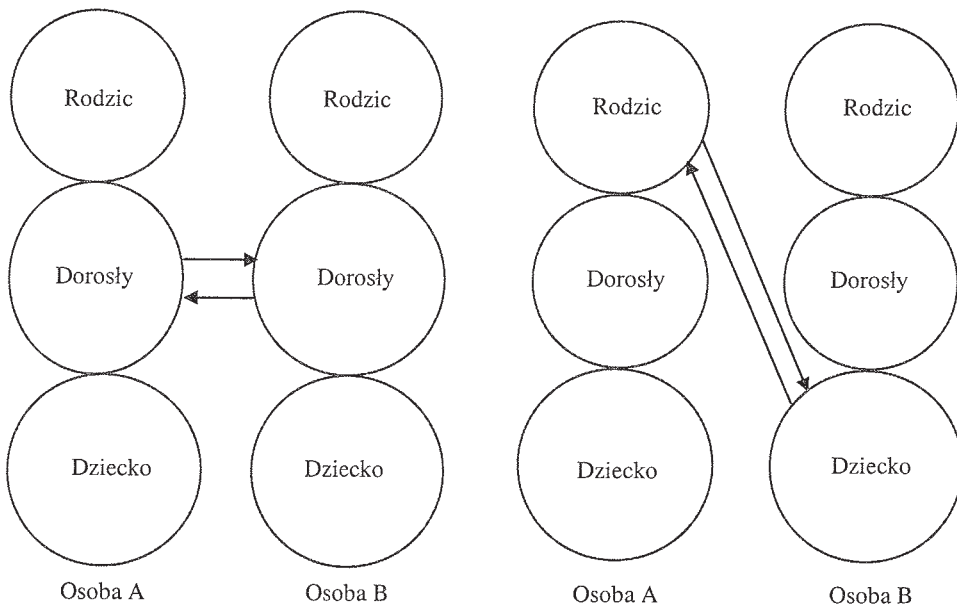 Rodzic Rodzic Rodzic Rodzic
Dorosły Dorosły Dorosły Dorosły
Dziecko Dziecko Dziecko Dziecko
Osoba A Osoba B Osoba A Osoba B